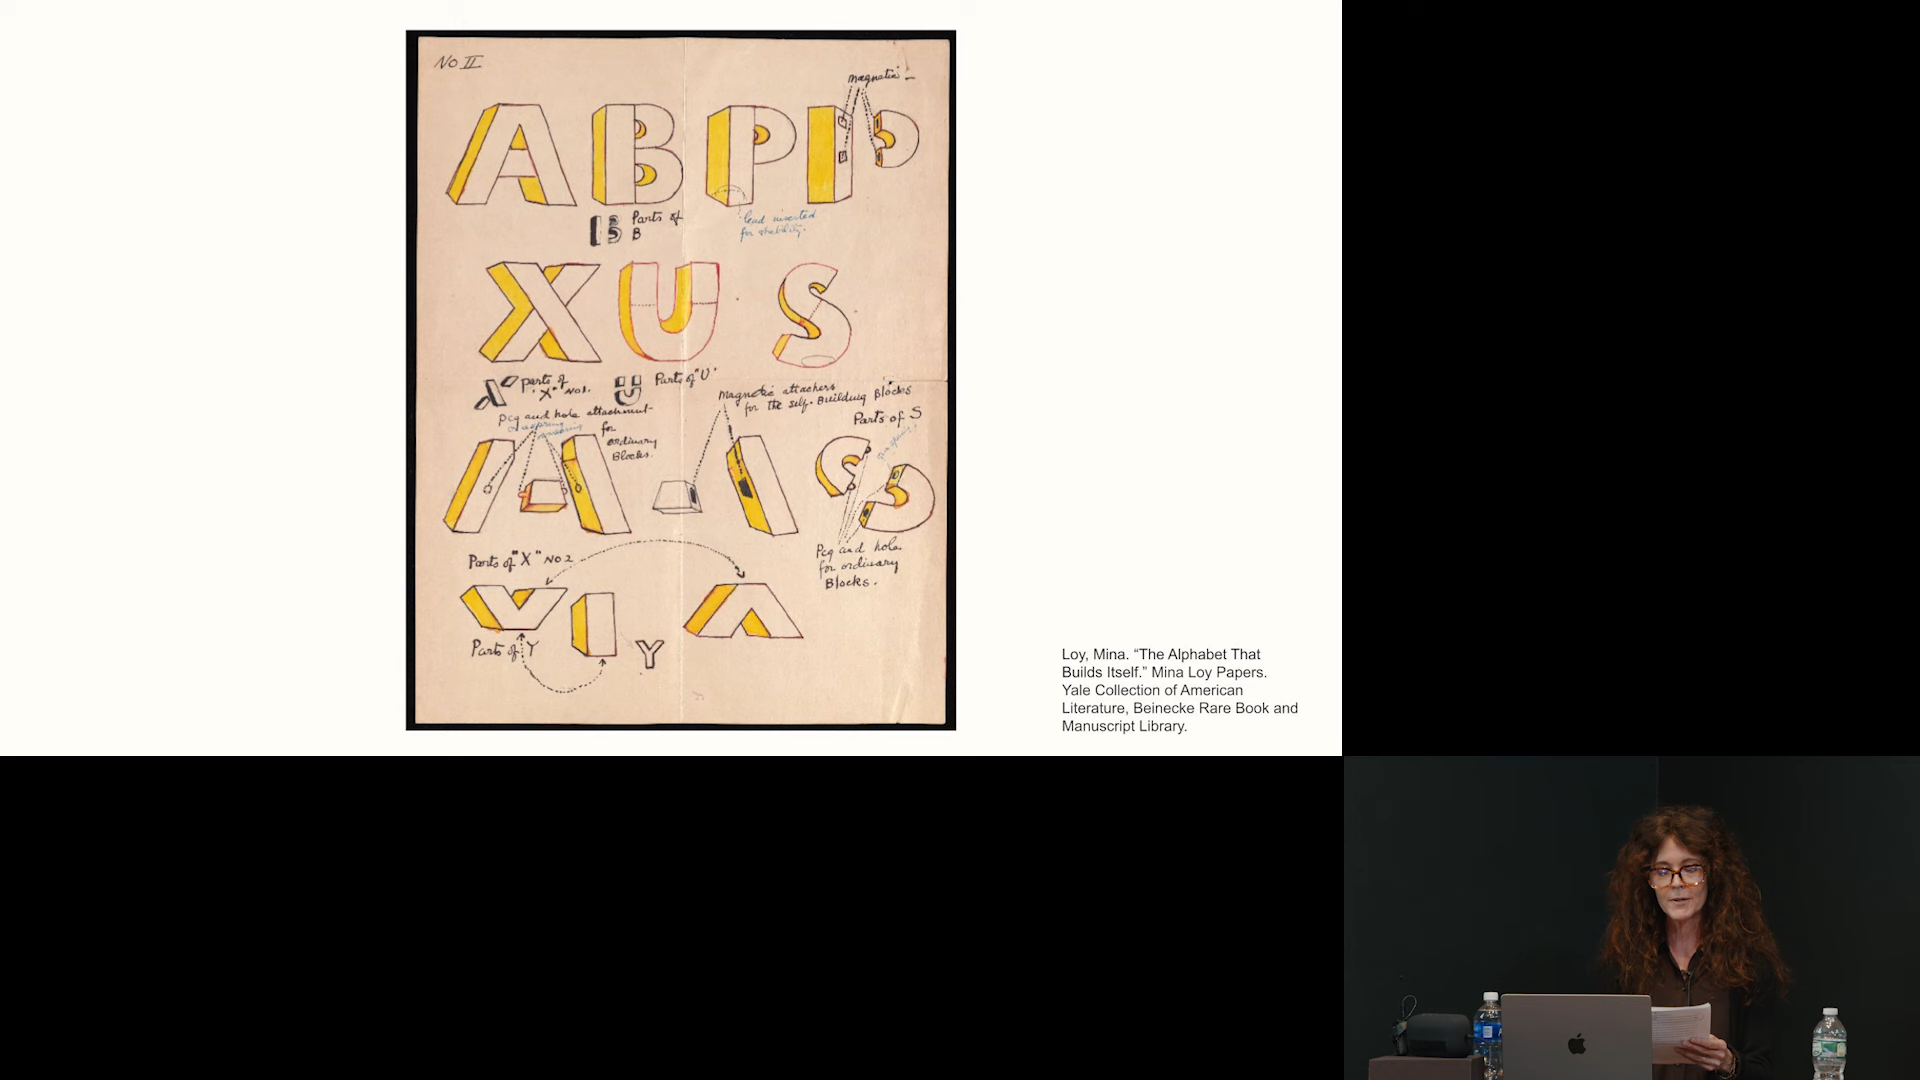 No II
magnetic –
A B P I
Parts of
B
lead inserted
for stability.
X U S
parts of
"X" No 1.
U Parts of "U"
Peg and hole attachment
for
ordinary
Blocks.
Magnetic attachers
for the self-Building Blocks
Parts of S
Peg and hole
for ordinary
Blocks.
Parts of "X" No 2
Parts of Y
Y
Loy, Mina. “The Alphabet That
Builds Itself.” Mina Loy Papers.
Yale Collection of American
Literature, Beinecke Rare Book and
Manuscript Library.